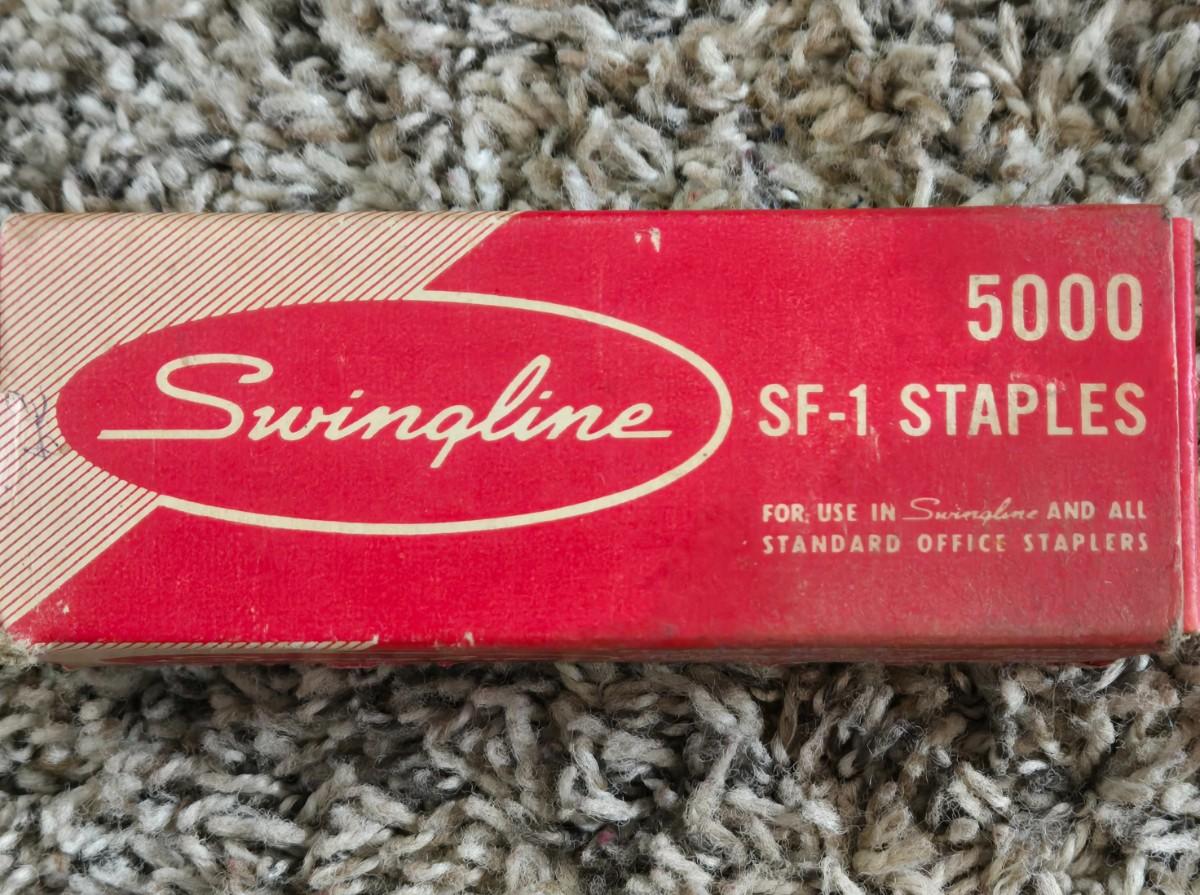 Swingline
5000
SF-1 STAPLES
FOR USE IN Swingline AND ALL
STANDARD OFFICE STAPLERS